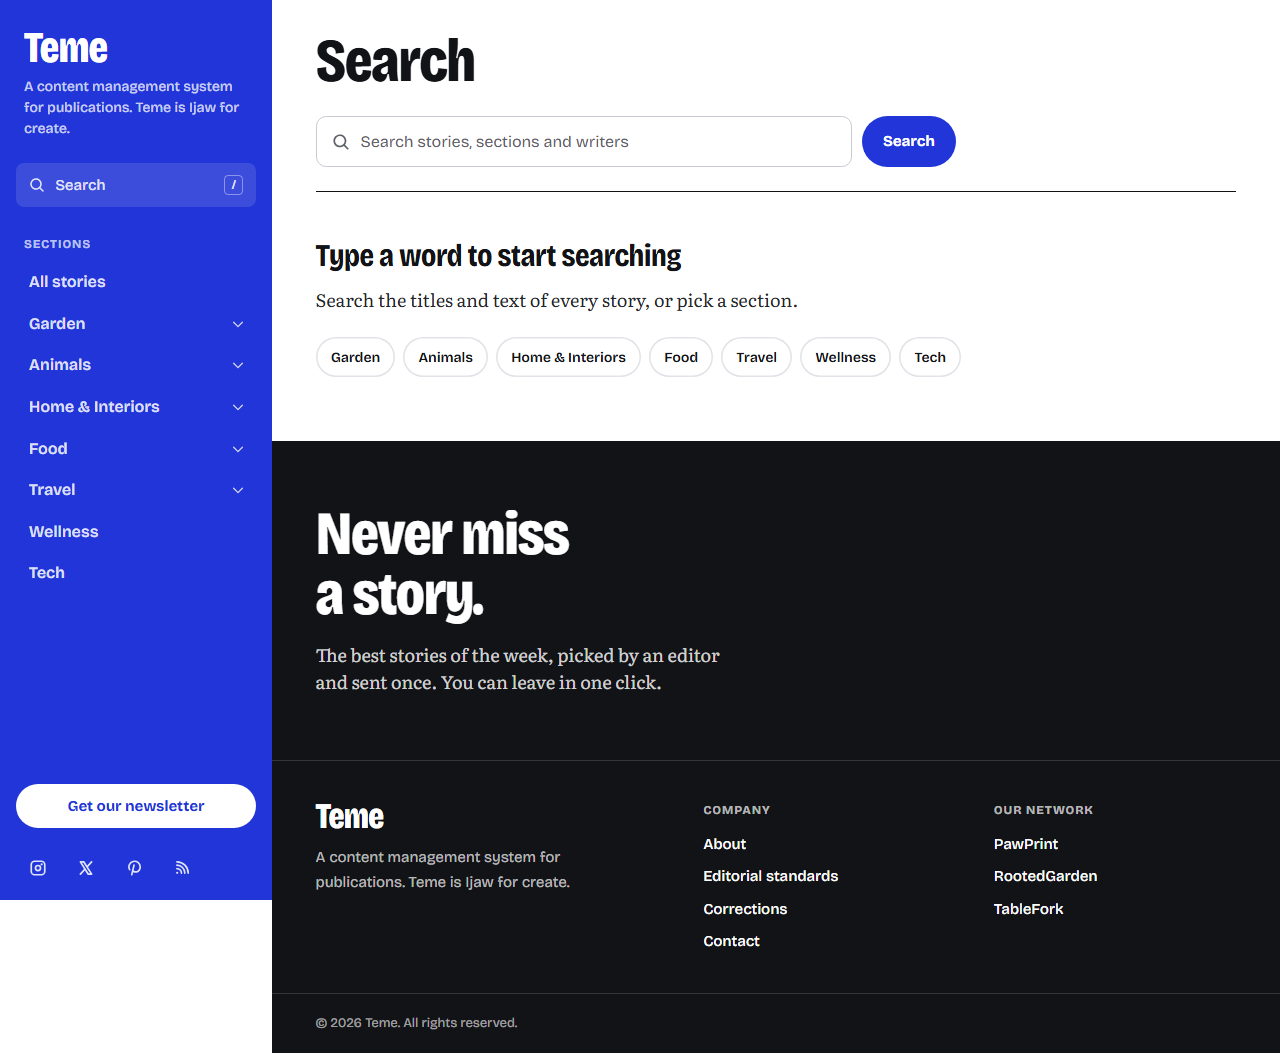 Teme
A content management system
for publications. Teme is Ijaw for
create.
Search /
SECTIONS
All stories
Garden
Animals
Home & Interiors
Food
Travel
Wellness
Tech
Get our newsletter
Search
Search stories, sections and writers
Search
Type a word to start searching
Search the titles and text of every story, or pick a section.
Garden Animals Home & Interiors Food Travel Wellness Tech
Never miss
a story.
The best stories of the week, picked by an editor
and sent once. You can leave in one click.
Teme
A content management system for
publications. Teme is Ijaw for create.
COMPANY
About
Editorial standards
Corrections
Contact
OUR NETWORK
PawPrint
RootedGarden
TableFork
© 2026 Teme. All rights reserved.